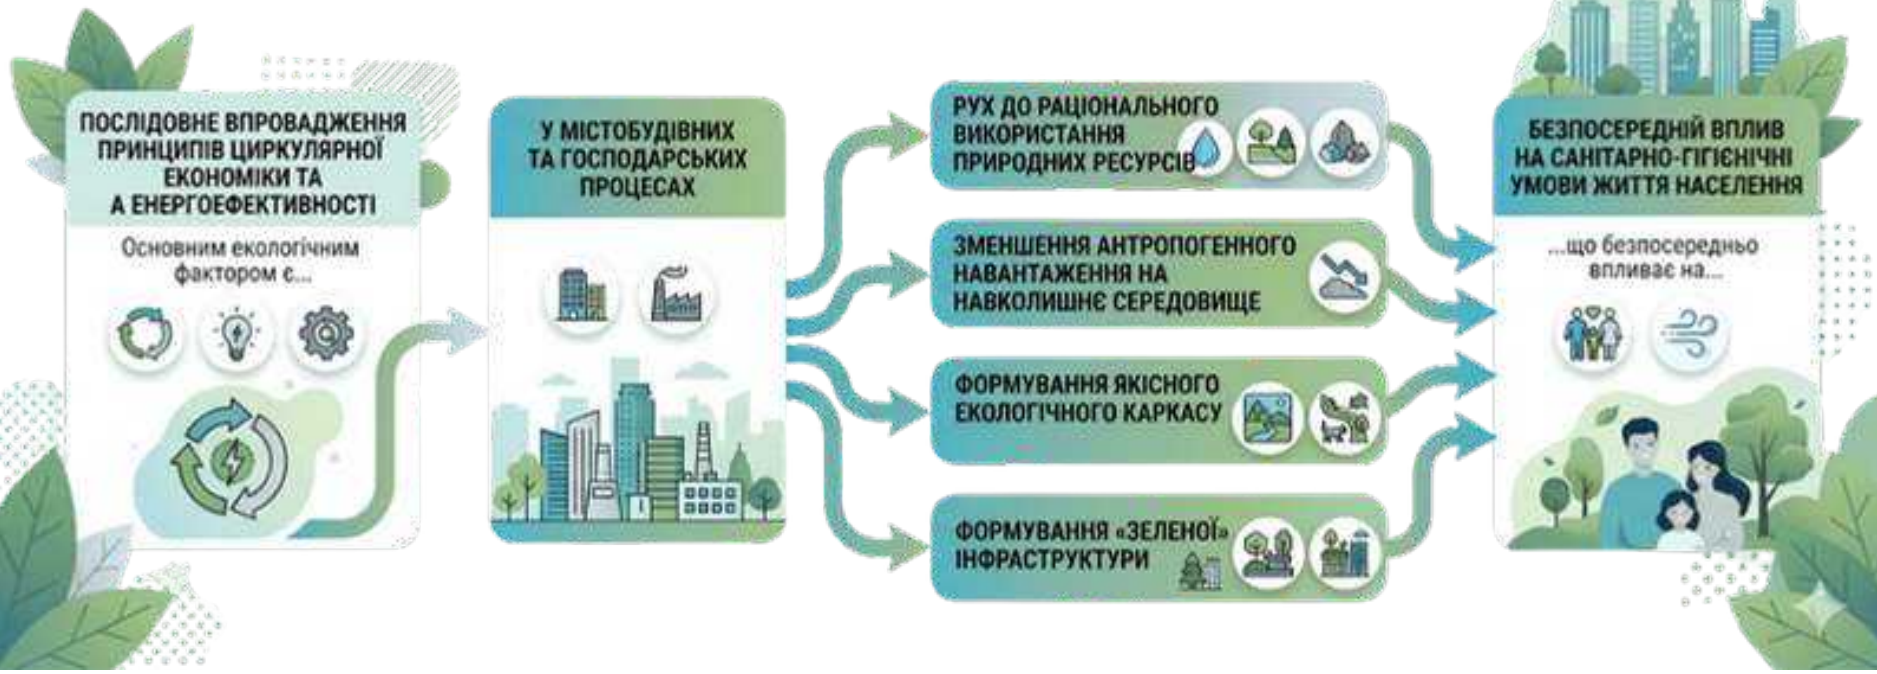 ПОСЛІДОВНЕ ВПРОВАДЖЕННЯ
ПРИНЦИПІВ ЦИРКУЛЯРНОЇ
ЕКОНОМІКИ ТА
А ЕНЕРГОЕФЕКТИВНОСТІ
Основним екологічним
фактором є...
У МІСТОБУДІВНИХ
ТА ГОСПОДАРСЬКИХ
ПРОЦЕСАХ
РУХ ДО РАЦІОНАЛЬНОГО
ВИКОРИСТАННЯ
ПРИРОДНИХ РЕСУРСІВ
ЗМЕНШЕННЯ АНТРОПОГЕННОГО
НАВАНТАЖЕННЯ НА
НАВКОЛИШНЄ СЕРЕДОВИЩЕ
ФОРМУВАННЯ ЯКІСНОГО
ЕКОЛОГІЧНОГО КАРКАСУ
ФОРМУВАННЯ «ЗЕЛЕНОЇ»
ІНФРАСТРУКТУРИ
БЕЗПОСЕРЕДНІЙ ВПЛИВ
НА САНІТАРНО-ГІГІЄНІЧНІ
УМОВИ ЖИТТЯ НАСЕЛЕННЯ
...що безпосередньо
впливає на...